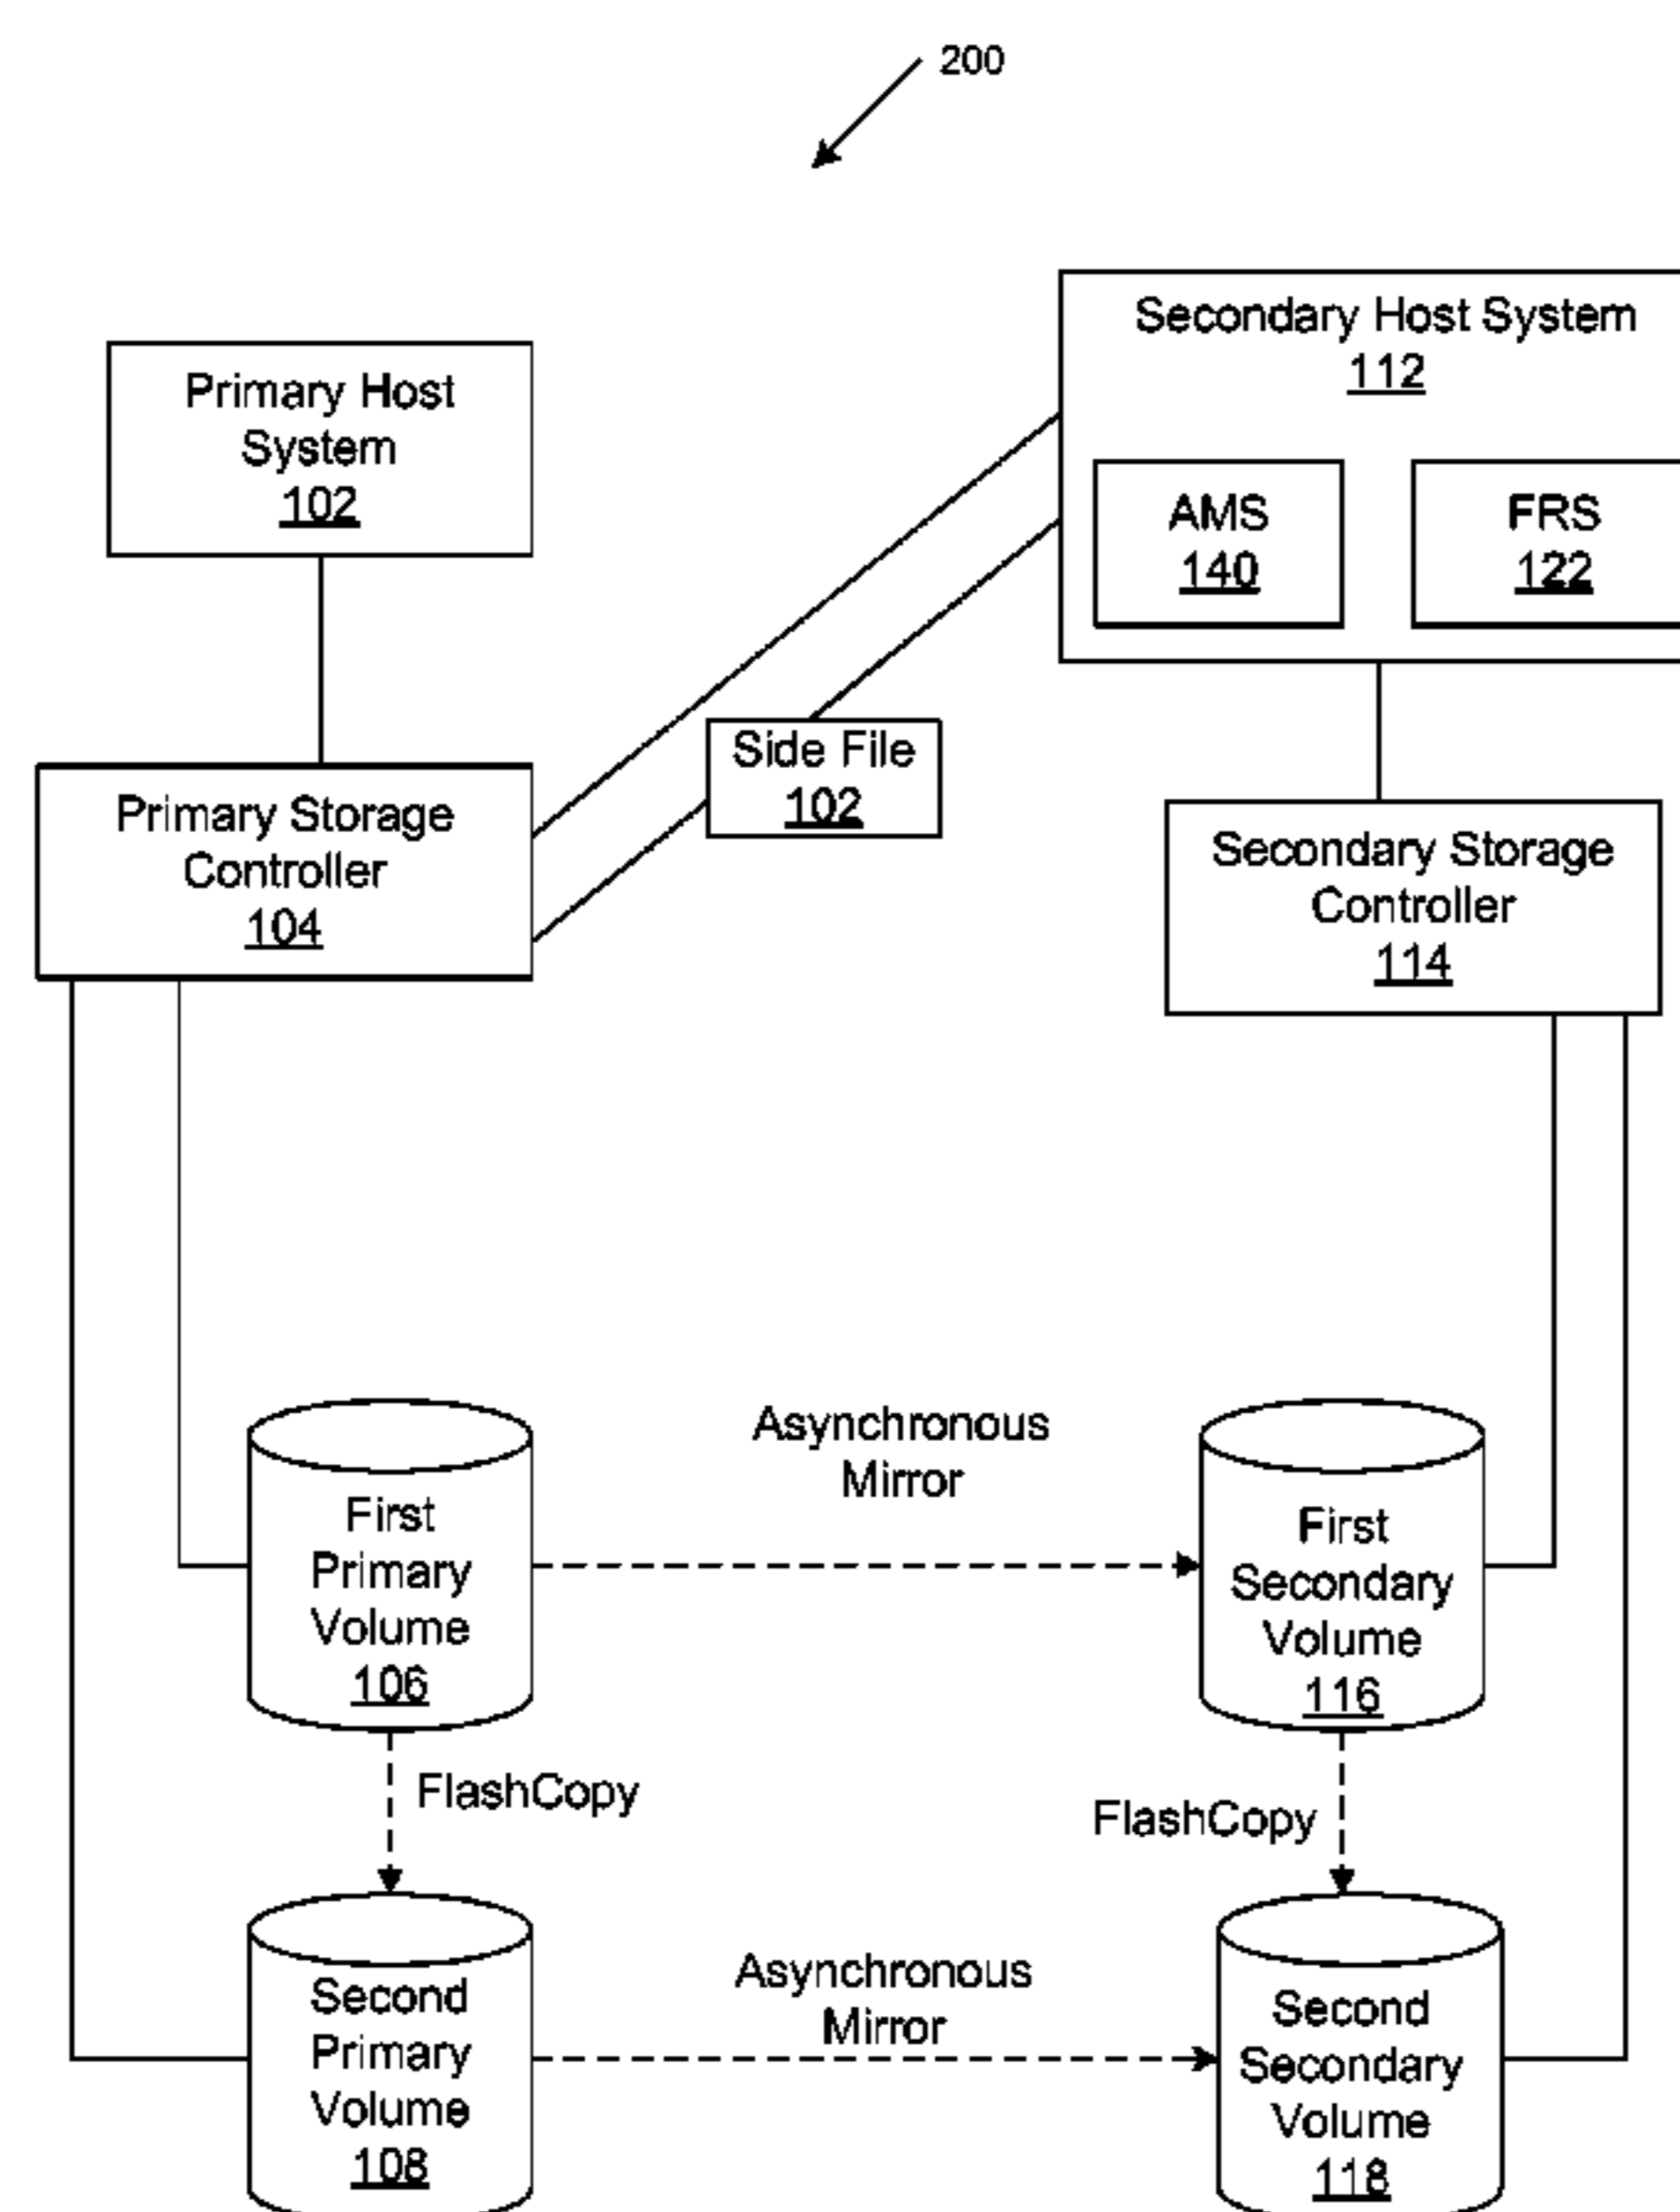 200
Secondary Host System
112
Primary Host
System
102
AMS
140
FRS
122
Side File
102
Primary Storage
Controller
104
Secondary Storage
Controller
114
Asynchronous
Mirror
First
Primary
Volume
106
First
Secondary
Volume
116
FlashCopy
FlashCopy
Asynchronous
Mirror
Second
Primary
Volume
108
Second
Secondary
Volume
118